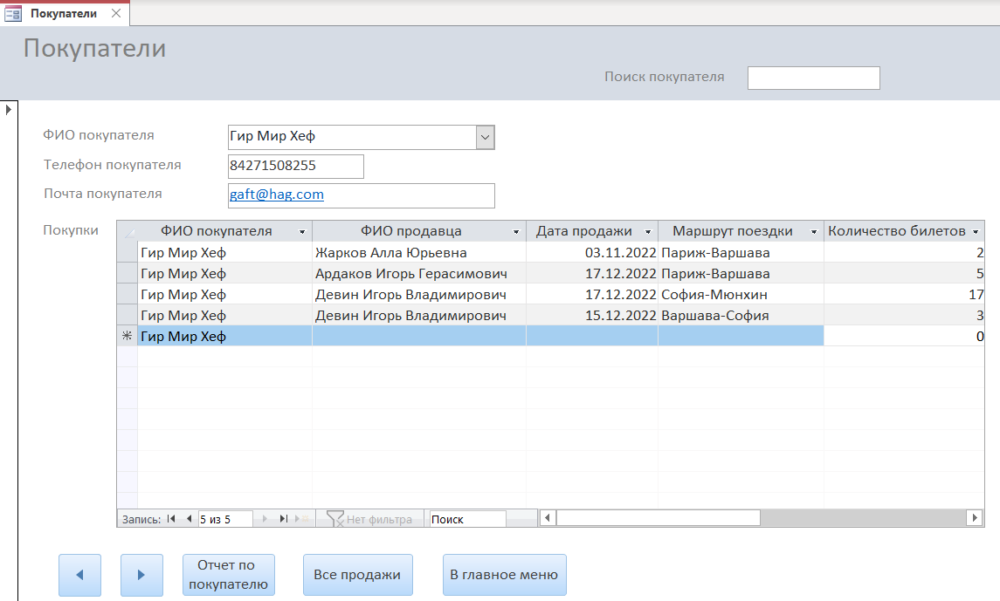 Покупатели
Покупатели
Поиск покупателя
ФИО покупателя Гир Мир Хеф
Телефон покупателя 84271508255
Почта покупателя gaft@hag.com
Покупки ФИО покупателя ФИО продавца Дата продажи Маршрут поездки Количество билетов
Гир Мир Хеф Жарков Алла Юрьевна 03.11.2022 Париж-Варшава 2
Гир Мир Хеф Ардаков Игорь Герасимович 17.12.2022 Париж-Варшава 5
Гир Мир Хеф Девин Игорь Владимирович 17.12.2022 София-Мюнхин 17
Гир Мир Хеф Девин Игорь Владимирович 15.12.2022 Варшава-София 3
Гир Мир Хеф 0
Запись: 5 из 5 Нет фильтра Поиск
Отчет по
покупателю
Все продажи
В главное меню